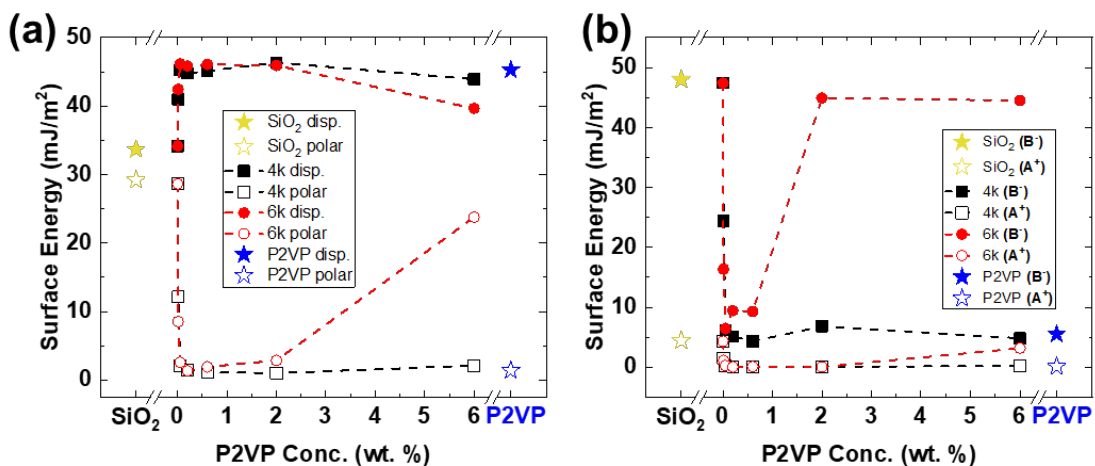 (a)
Surface Energy (mJ/m²)
50
40
30
20
10
0
SiO₂ disp.
SiO₂ polar
4k disp.
4k polar
6k disp.
6k polar
P2VP disp.
P2VP polar
SiO₂ 0 1 2 3 4 5 6 P2VP
P2VP Conc. (wt. %)
(b)
Surface Energy (mJ/m²)
50
40
30
20
10
0
SiO₂ (B⁻)
SiO₂ (A⁺)
4k (B⁻)
4k (A⁺)
6k (B⁻)
6k (A⁺)
P2VP (B⁻)
P2VP (A⁺)
SiO₂ 0 1 2 3 4 5 6 P2VP
P2VP Conc. (wt. %)